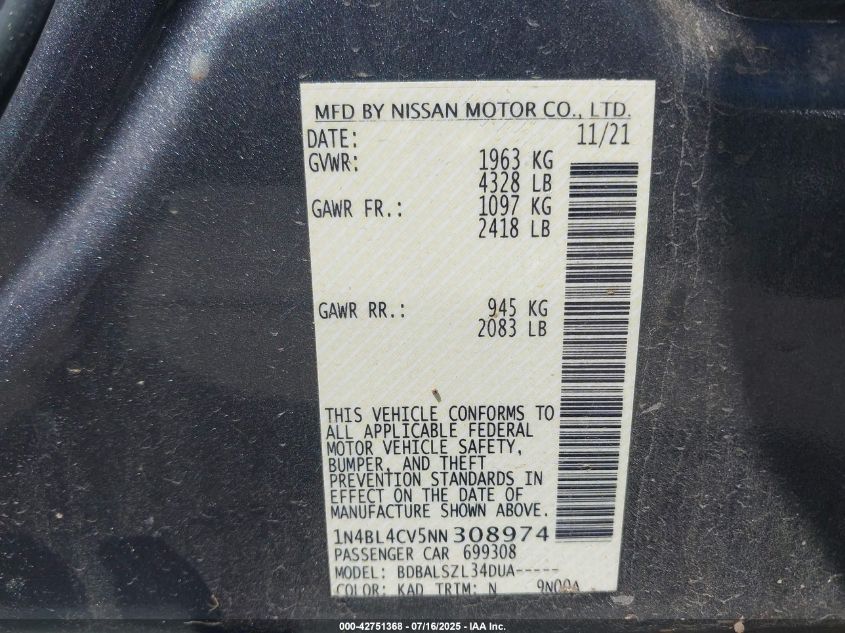 MFD BY NISSAN MOTOR CO., LTD.
DATE: 11/21
GVWR: 1963 KG
4328 LB
GAWR FR.: 1097 KG
2418 LB
GAWR RR.: 945 KG
2083 LB
THIS VEHICLE CONFORMS TO
ALL APPLICABLE FEDERAL
MOTOR VEHICLE SAFETY,
BUMPER, AND THEFT
PREVENTION STANDARDS IN
EFFECT ON THE DATE OF
MANUFACTURE SHOWN ABOVE.
1N4BL4CV5NN308974
PASSENGER CAR 699308
MODEL: BDBALSZL34DUA-----
COLOR: KAD TRIM: N
000-42751368 - 07/16/2025 - IAA Inc.